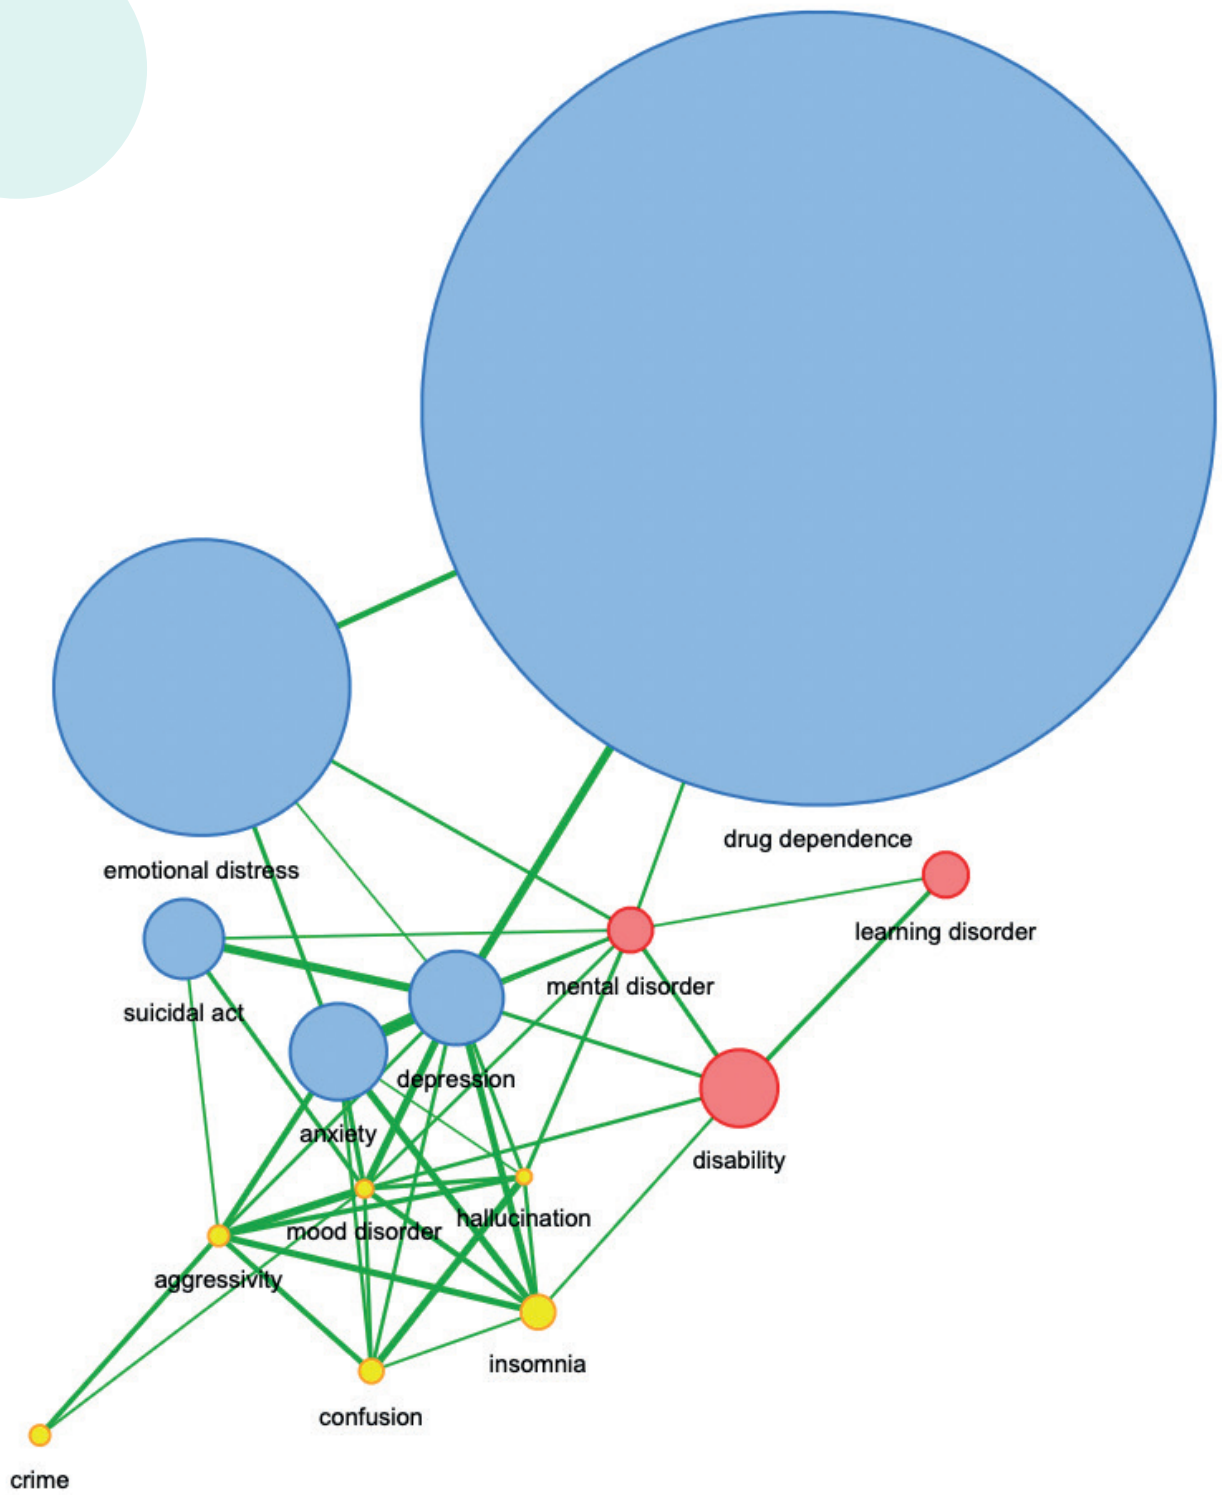 drug dependence
emotional distress
learning disorder
mental disorder
suicidal act
depression
anxiety
disability
hallucination
mood disorder
aggressivity
insomnia
confusion
crime